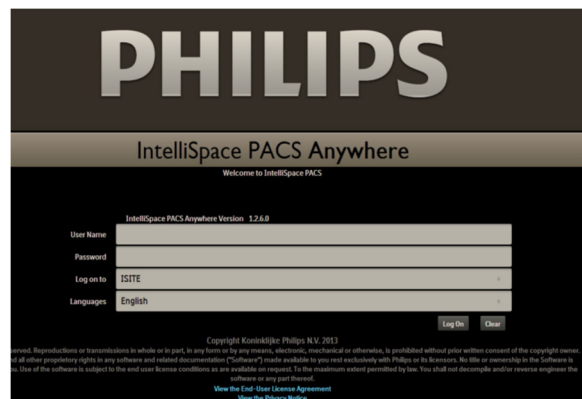 PHILIPS
IntelliSpace PACS Anywhere
Welcome to IntelliSpace PACS
IntelliSpace PACS Anywhere Version 1.2.6.0
User Name
Password
Log on to ISITE
Languages English
Log On Clear
Copyright Koninklijke Philips N.V. 2013
served. Reproductions or transmissions in whole or in part, in any form or by any means, electronic, mechanical or otherwise, is prohibited without prior written consent of the copyright owner.
nd all other proprietary rights in any software and related documentation ("Software") made available to you rest exclusively with Philips or its licensors. No title or ownership in the Software is
ou. Use of the software is subject to the end user license conditions as are available on request. To the maximum extent permitted by law. You shall not decompile and/or reverse engineer the
software or any part thereof.
View the End-User License Agreement
View the Privacy Notice